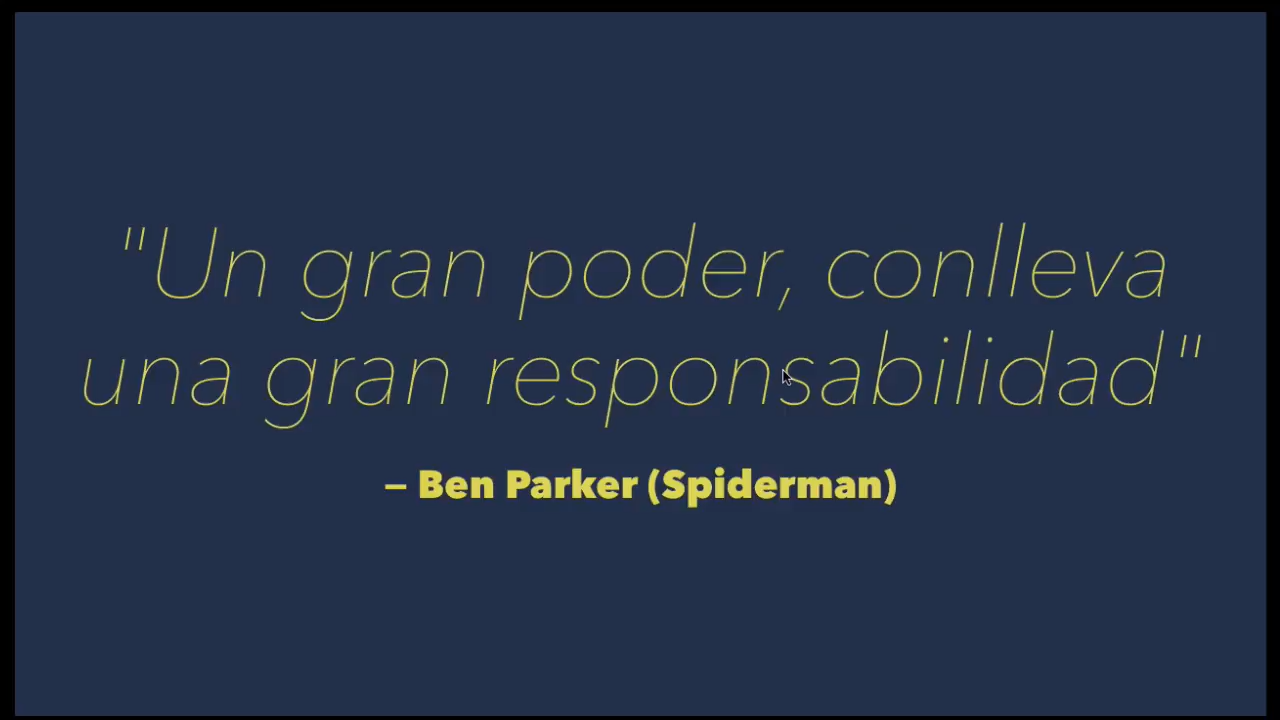 "Un gran poder, conlleva
una gran responsabilidad"
– Ben Parker (Spiderman)